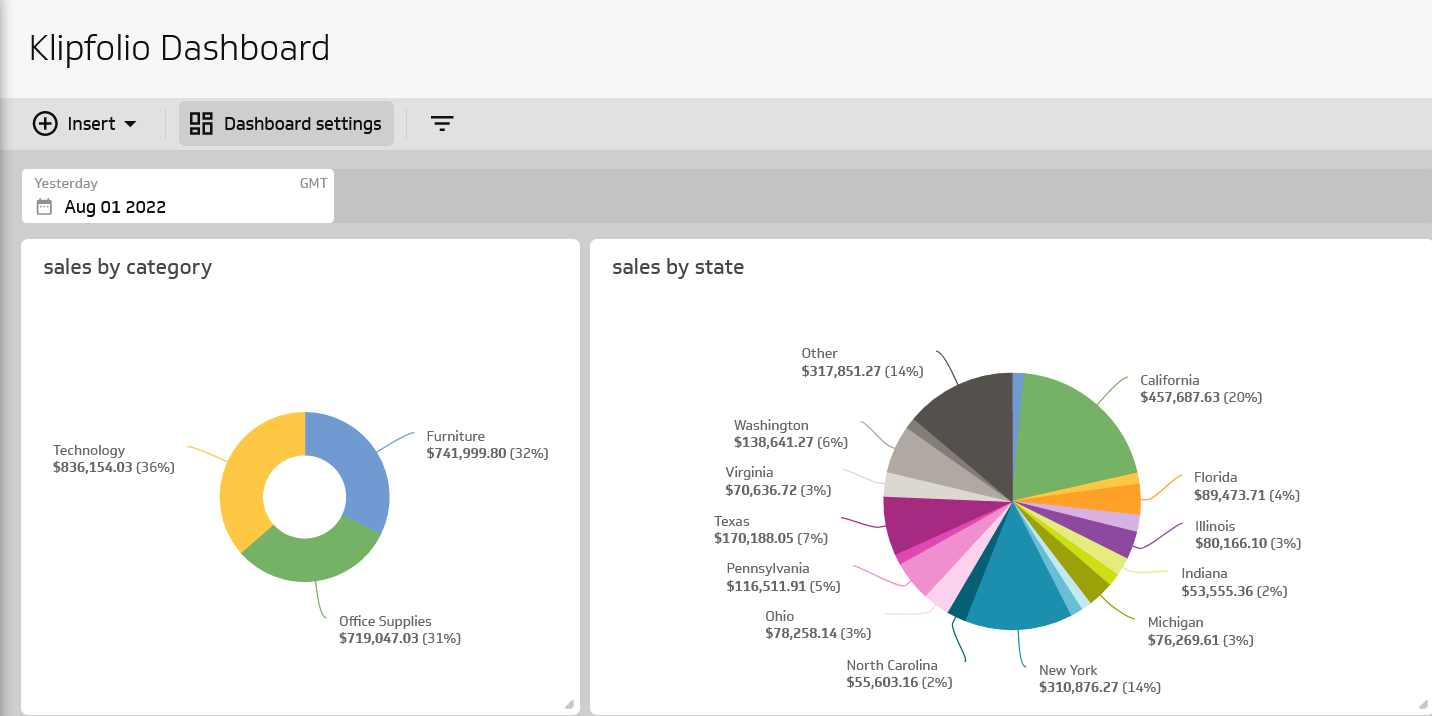 Klipfolio Dashboard
Insert
Dashboard settings
Yesterday GMT
Aug 01 2022
sales by category
Technology
$836,154.03 (36%)
Furniture
$741,999.80 (32%)
Office Supplies
$719,047.03 (31%)
sales by state
Other
$317,851.27 (14%)
California
$457,687.63 (20%)
Washington
$138,641.27 (6%)
Virginia
$70,636.72 (3%)
Florida
$89,473.71 (4%)
Texas
$170,188.05 (7%)
Illinois
$80,166.10 (3%)
Pennsylvania
$116,511.91 (5%)
Indiana
$53,555.36 (2%)
Ohio
$78,258.14 (3%)
Michigan
$76,269.61 (3%)
North Carolina
$55,603.16 (2%)
New York
$310,876.27 (14%)